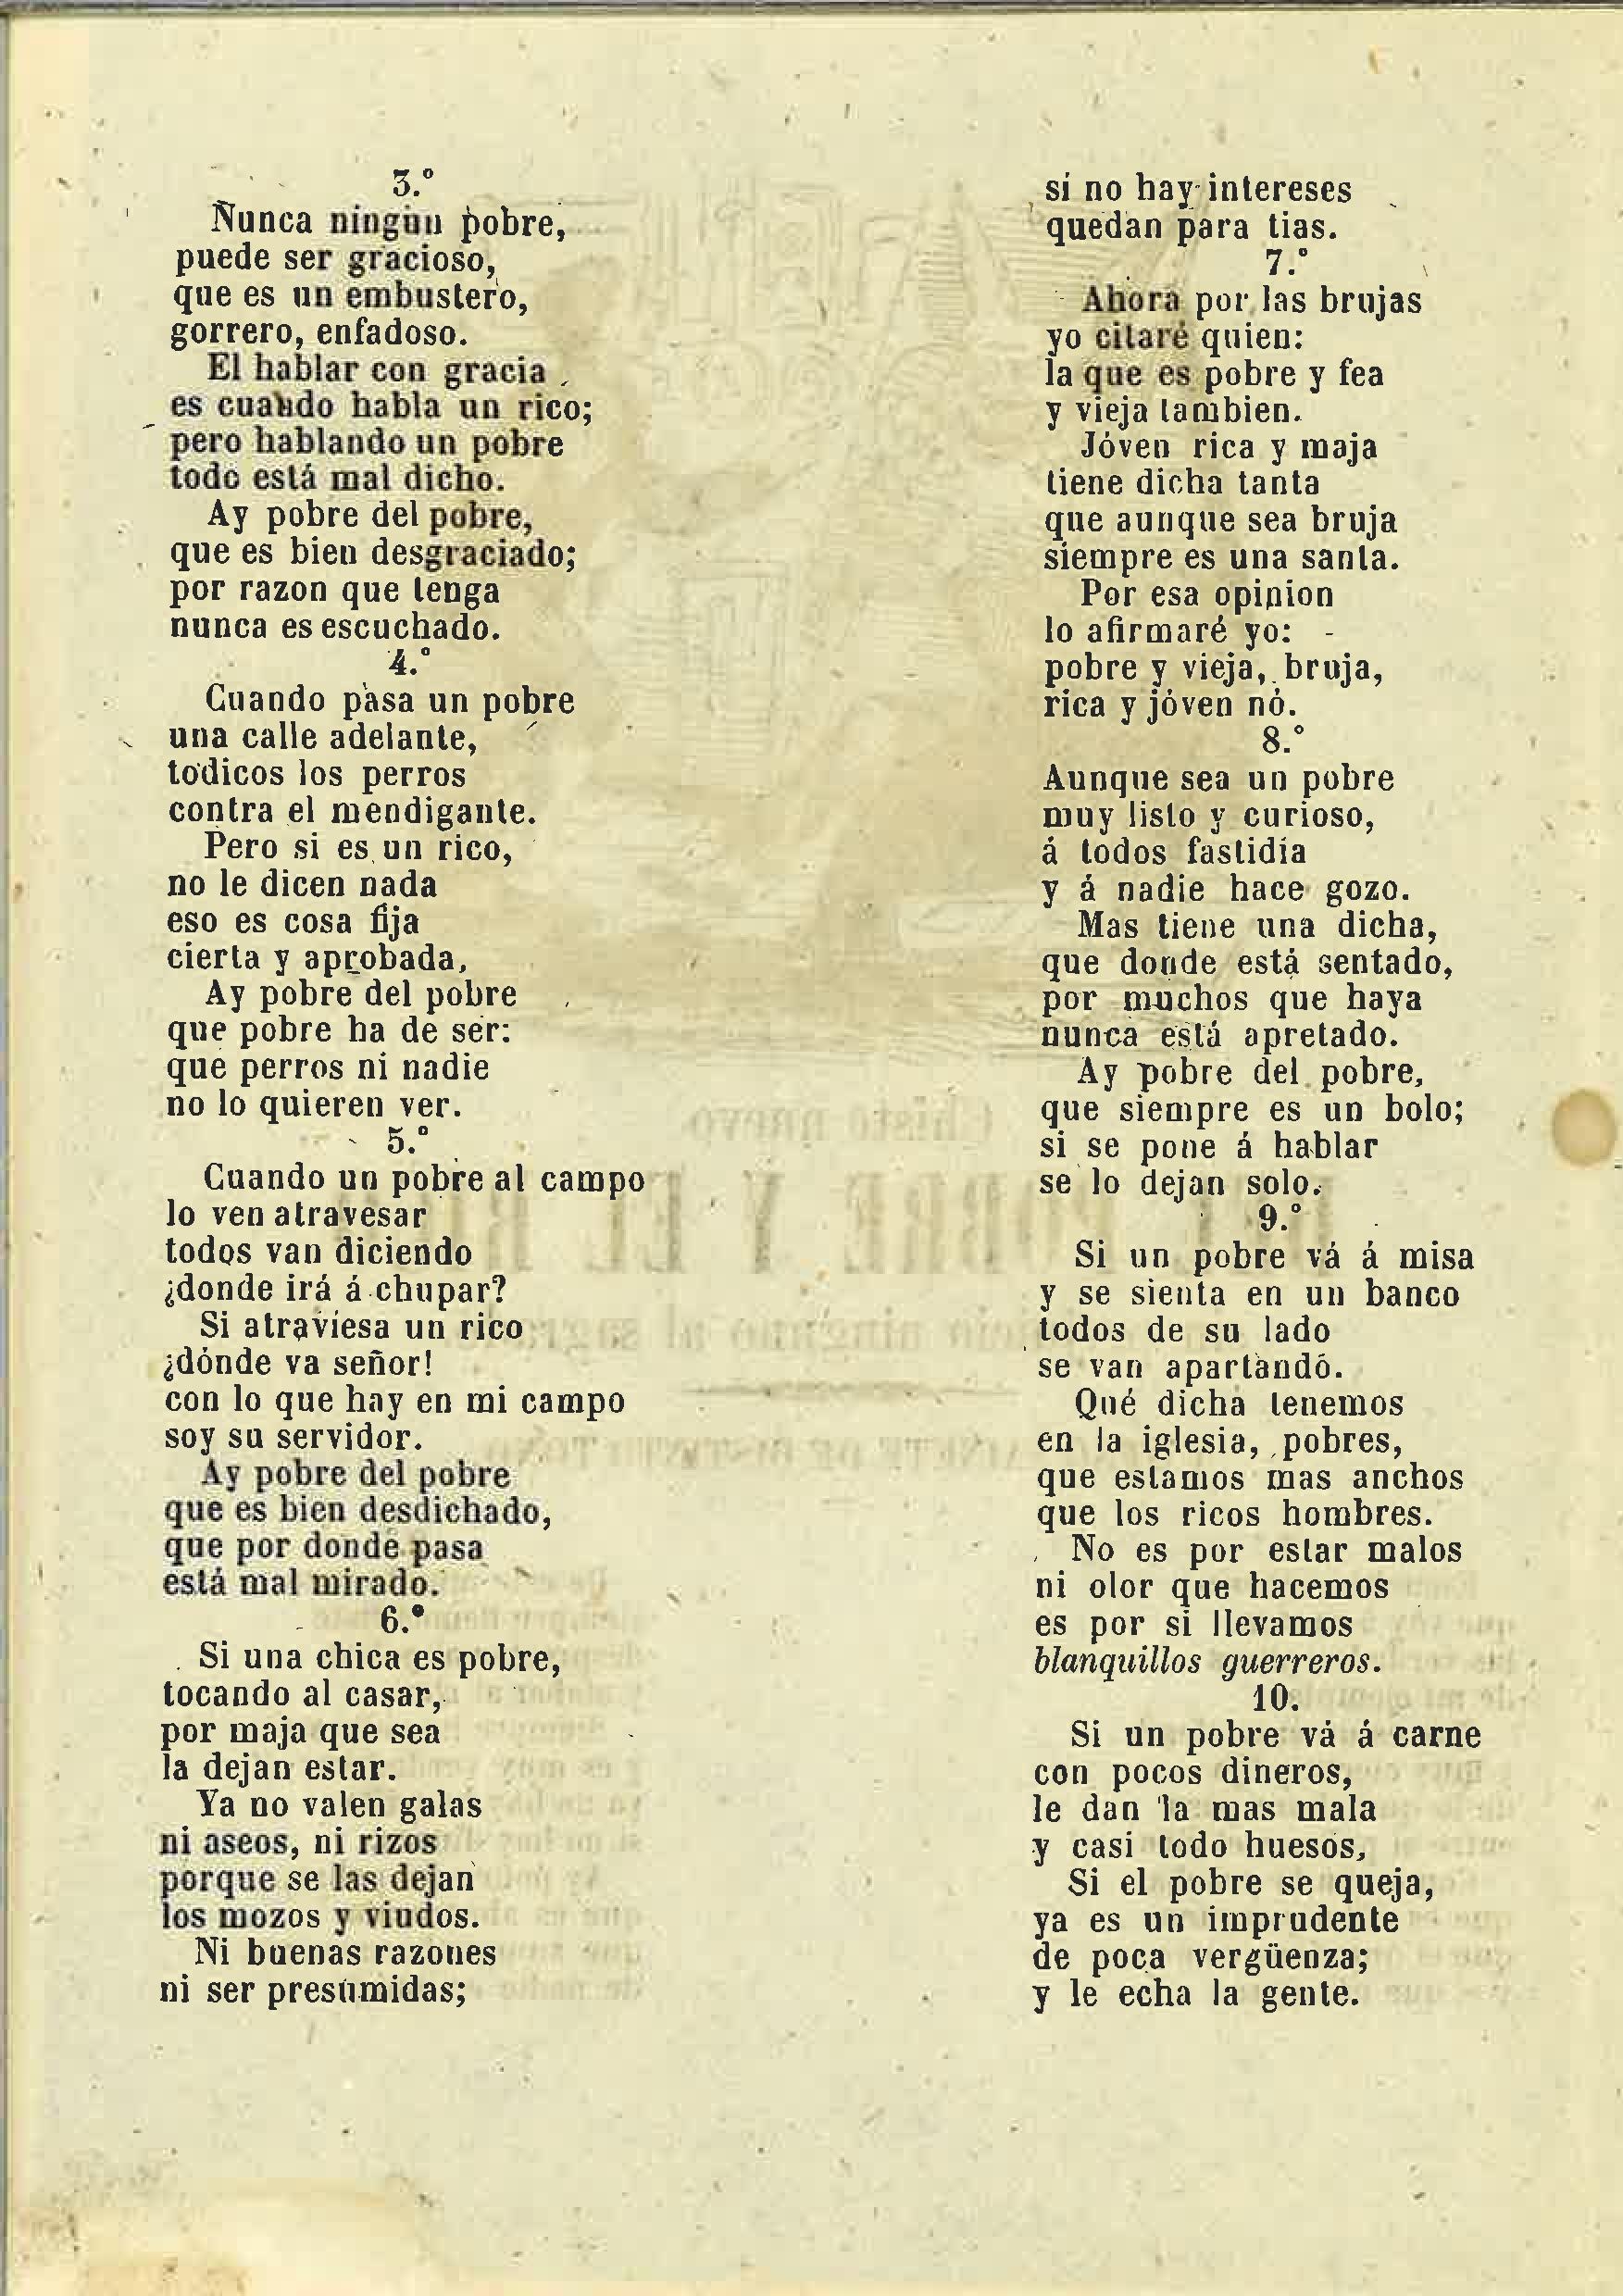 3.º
Nunca ningun pobre,
puede ser gracioso,
que es un embustero,
gorrero, enfadoso.
El hablar con gracia
es cuando habla un rico;
pero hablando un pobre
todo está mal dicho.
Ay pobre del pobre,
que es bien desgraciado;
por razon que tenga
nunca es escuchado.
4.º
Cuando pasa un pobre
una calle adelante,
todicos los perros
contra el mendigante.
Pero si es un rico,
no le dicen nada
eso es cosa fija
cierta y aprobada,
Ay pobre del pobre
que pobre ha de ser:
que perros ni nadie
no lo quieren ver.
5.º
Cuando un pobre al campo
lo ven atravesar
todos van diciendo
¿donde irá á chupar?
Si atraviesa un rico
¿dónde va señor!
con lo que hay en mi campo
soy su servidor.
Ay pobre del pobre
que es bien desdichado,
que por donde pasa
está mal mirado.
6.º
Si una chica es pobre,
tocando al casar,
por maja que sea
la dejan estar.
Ya no valen galas
ni aseos, ni rizos
porque se las dejan
los mozos y viudos.
Ni buenas razones
ni ser presumidas;
si no hay intereses
quedan para tias.
7.º
Ahora por las brujas
yo citaré quien:
la que es pobre y fea
y vieja tambien.
Jóven rica y maja
tiene dicha tanta
que aunque sea bruja
siempre es una santa.
Por esa opinion
lo afirmaré yo:
pobre y vieja, bruja,
rica y jóven nó.
8.º
Aunque sea un pobre
muy listo y curioso,
á todos fastidia
y á nadie hace gozo.
Mas tiene una dicha,
que donde está sentado,
por muchos que haya
nunca está apretado.
Ay pobre del pobre,
que siempre es un bolo;
si se pone á hablar
se lo dejan solo.
9.º
Si un pobre vá á misa
y se sienta en un banco
todos de su lado
se van apartando.
Qué dicha tenemos
en la iglesia, pobres,
que estamos mas anchos
que los ricos hombres.
No es por estar malos
ni olor que hacemos
es por si llevamos
blanquillos guerreros.
10.
Si un pobre vá á carne
con pocos dineros,
le dan la mas mala
y casi todo huesos,
Si el pobre se queja,
ya es un imprudente
de poca vergüenza;
y le echa la gente.